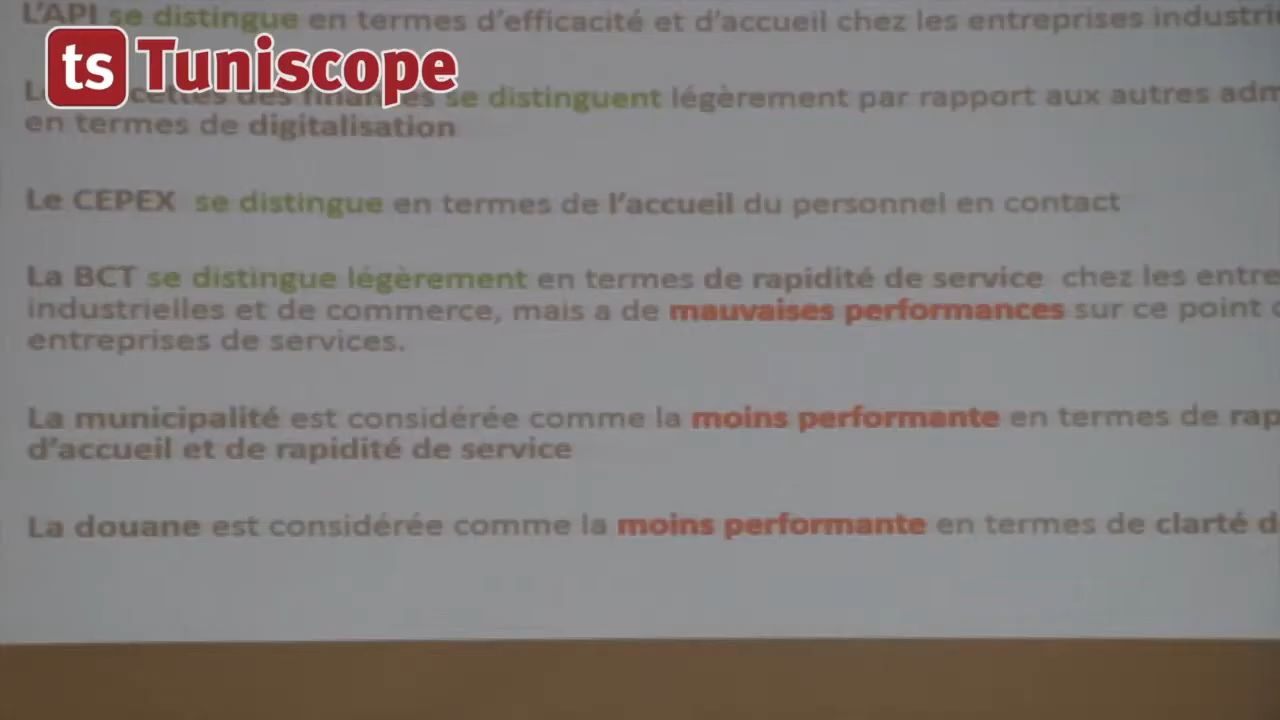 L'API se distingue en termes d'efficacité et d'accueil chez les entreprises
ts Tuniscope
se distinguent légèrement par rapport aux autres
en termes de digitalisation
Le CEPEX se distingue en termes de l'accueil du personnel en contact
La BCT se distingue légèrement en termes de rapidité de service chez les
industrielles et de commerce, mais a de mauvaises performances sur ce point
entreprises de services.
La municipalité est considérée comme la moins performante en termes de
d'accueil et de rapidité de service
La douane est considérée comme la moins performante en termes de clarté